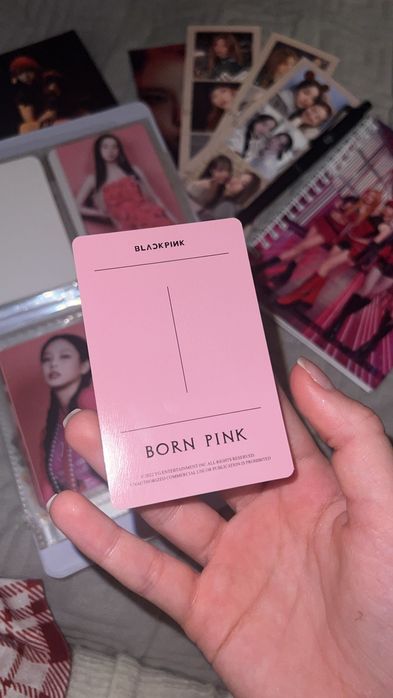 BLACKPINK
BORN PINK
©2022 YG ENTERTAINMENT INC. ALL RIGHTS RESERVED.
UNAUTHORIZED COMMERCIAL USE OR PUBLICATION IS PROHIBITED